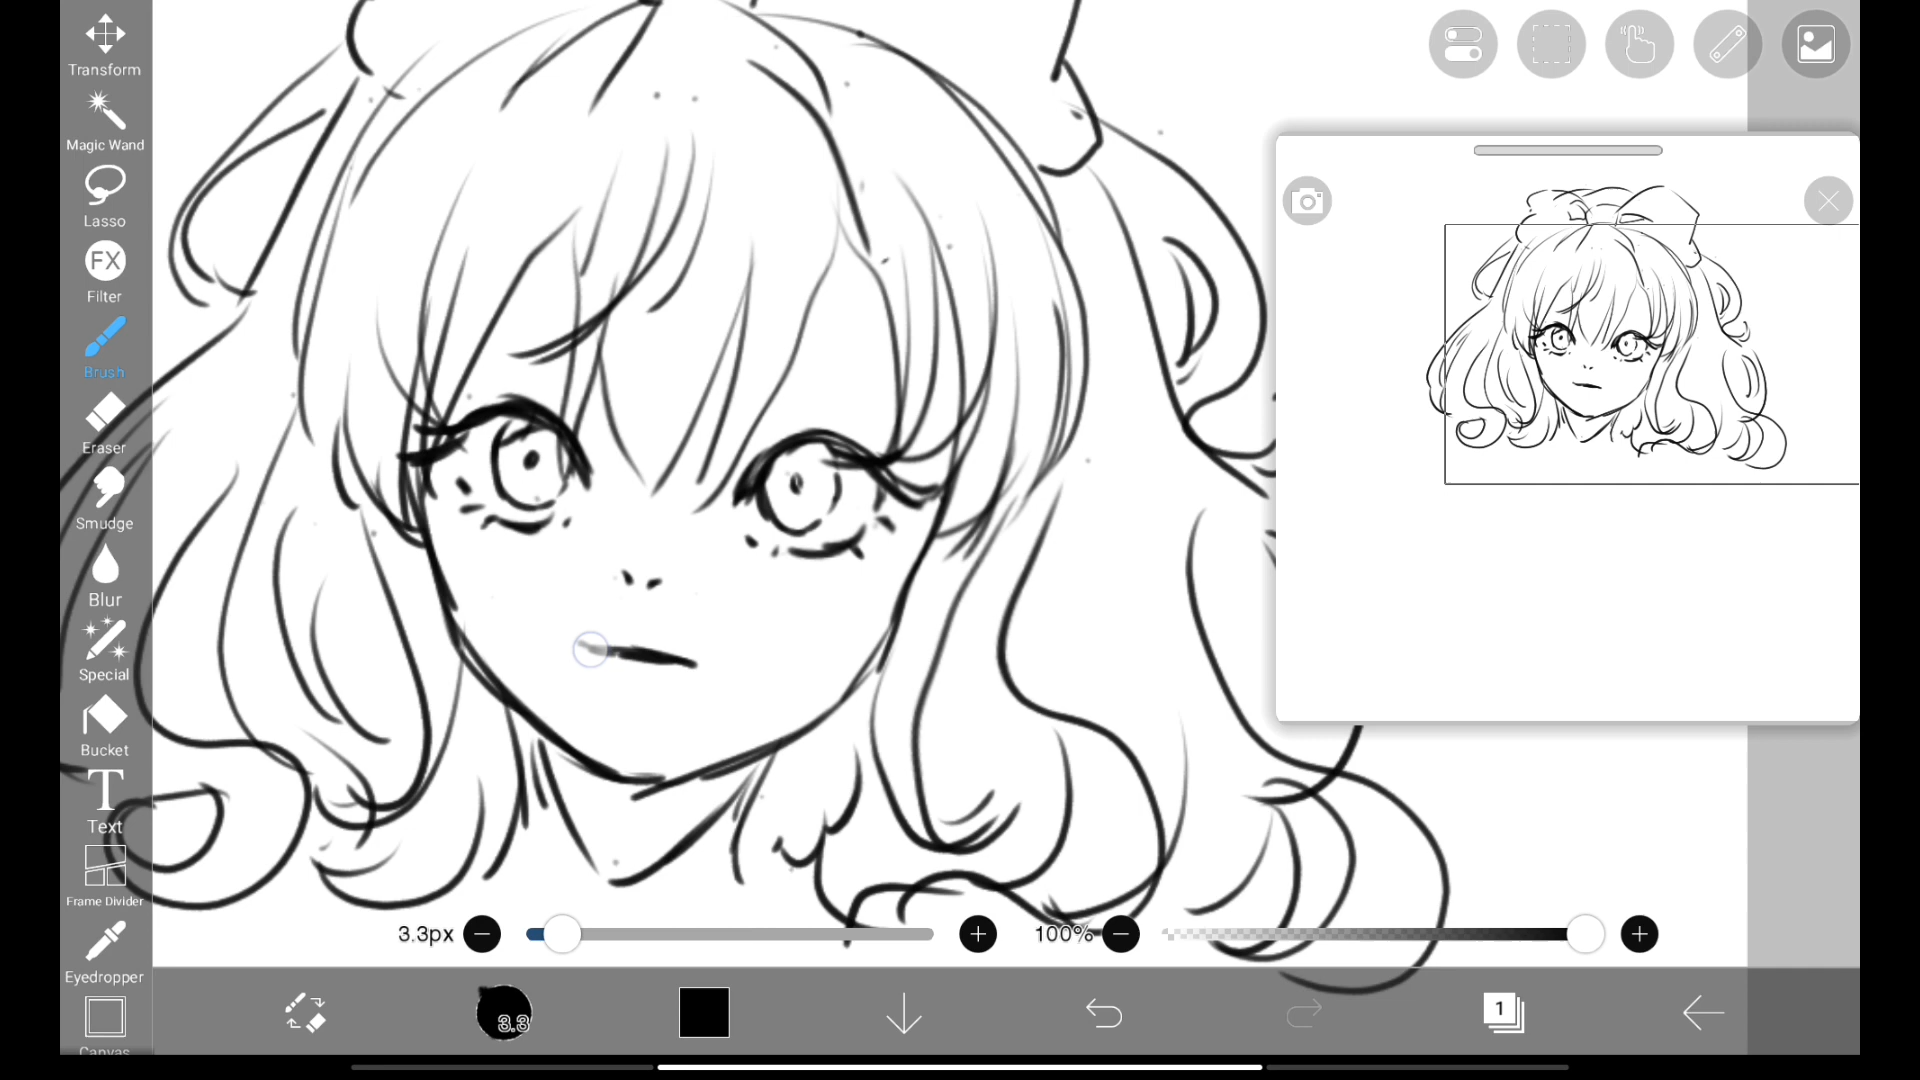 Transform
Magic Wand
Lasso
FX
Filter
Brush
Eraser
Smudge
Blur
Special
Bucket
T
Text
Frame Divider
Eyedropper
Canvas
3.3px
100%
3.3
1